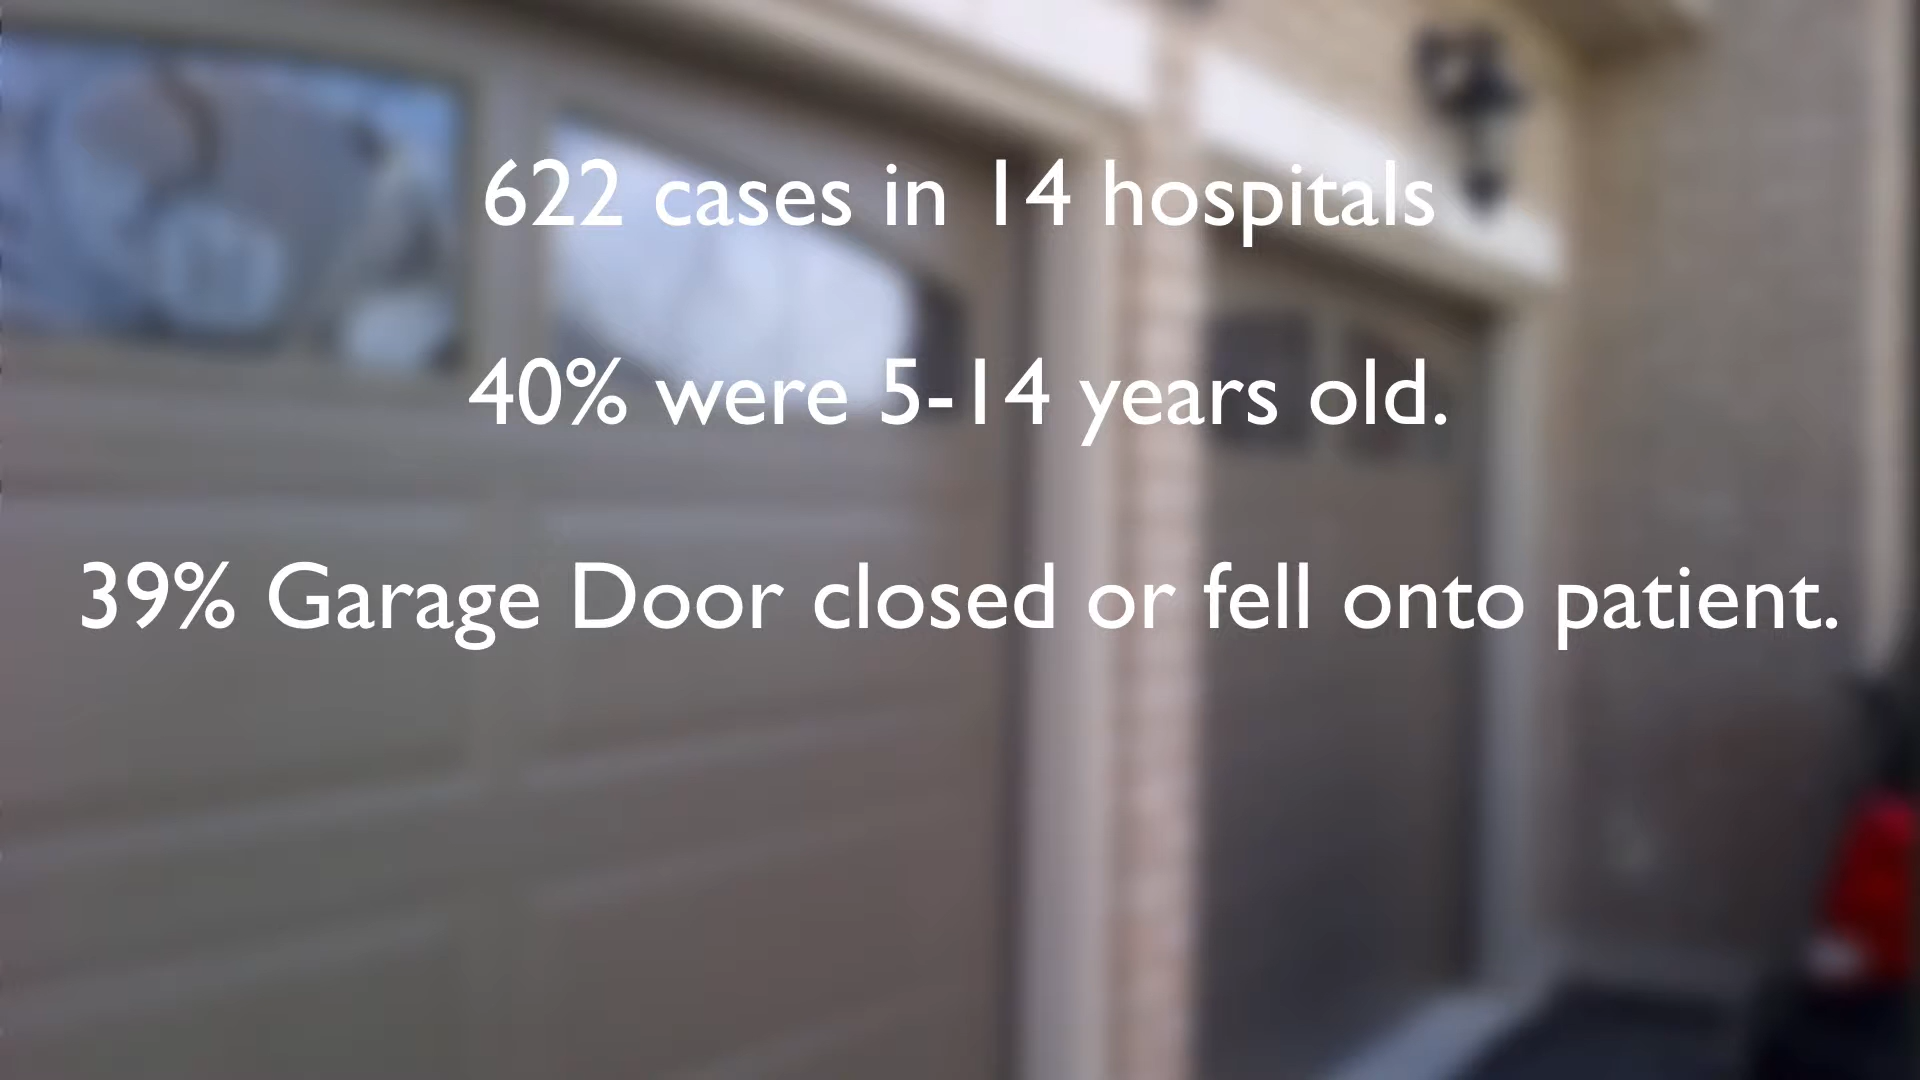 622 cases in 14 hospitals
40% were 5-14 years old.
39% Garage Door closed or fell onto patient.